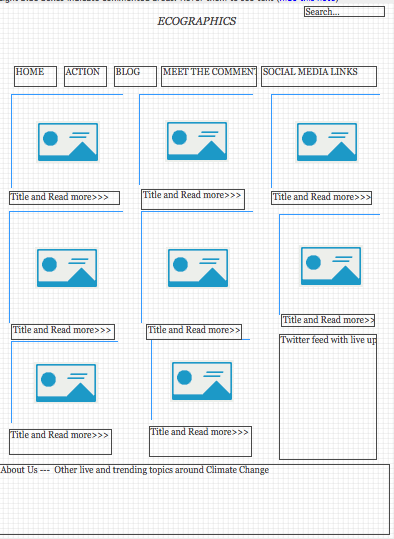 Search...
ECOGRAPHICS
HOME ACTION BLOG MEET THE COMMENT SOCIAL MEDIA LINKS
Title and Read more>>> Title and Read more>>> Title and Read more>>>
Title and Read more>>> Title and Read more>>> Title and Read more>>
Twitter feed with live up
Title and Read more>>> Title and Read more>>>
About Us --- Other live and trending topics around Climate Change